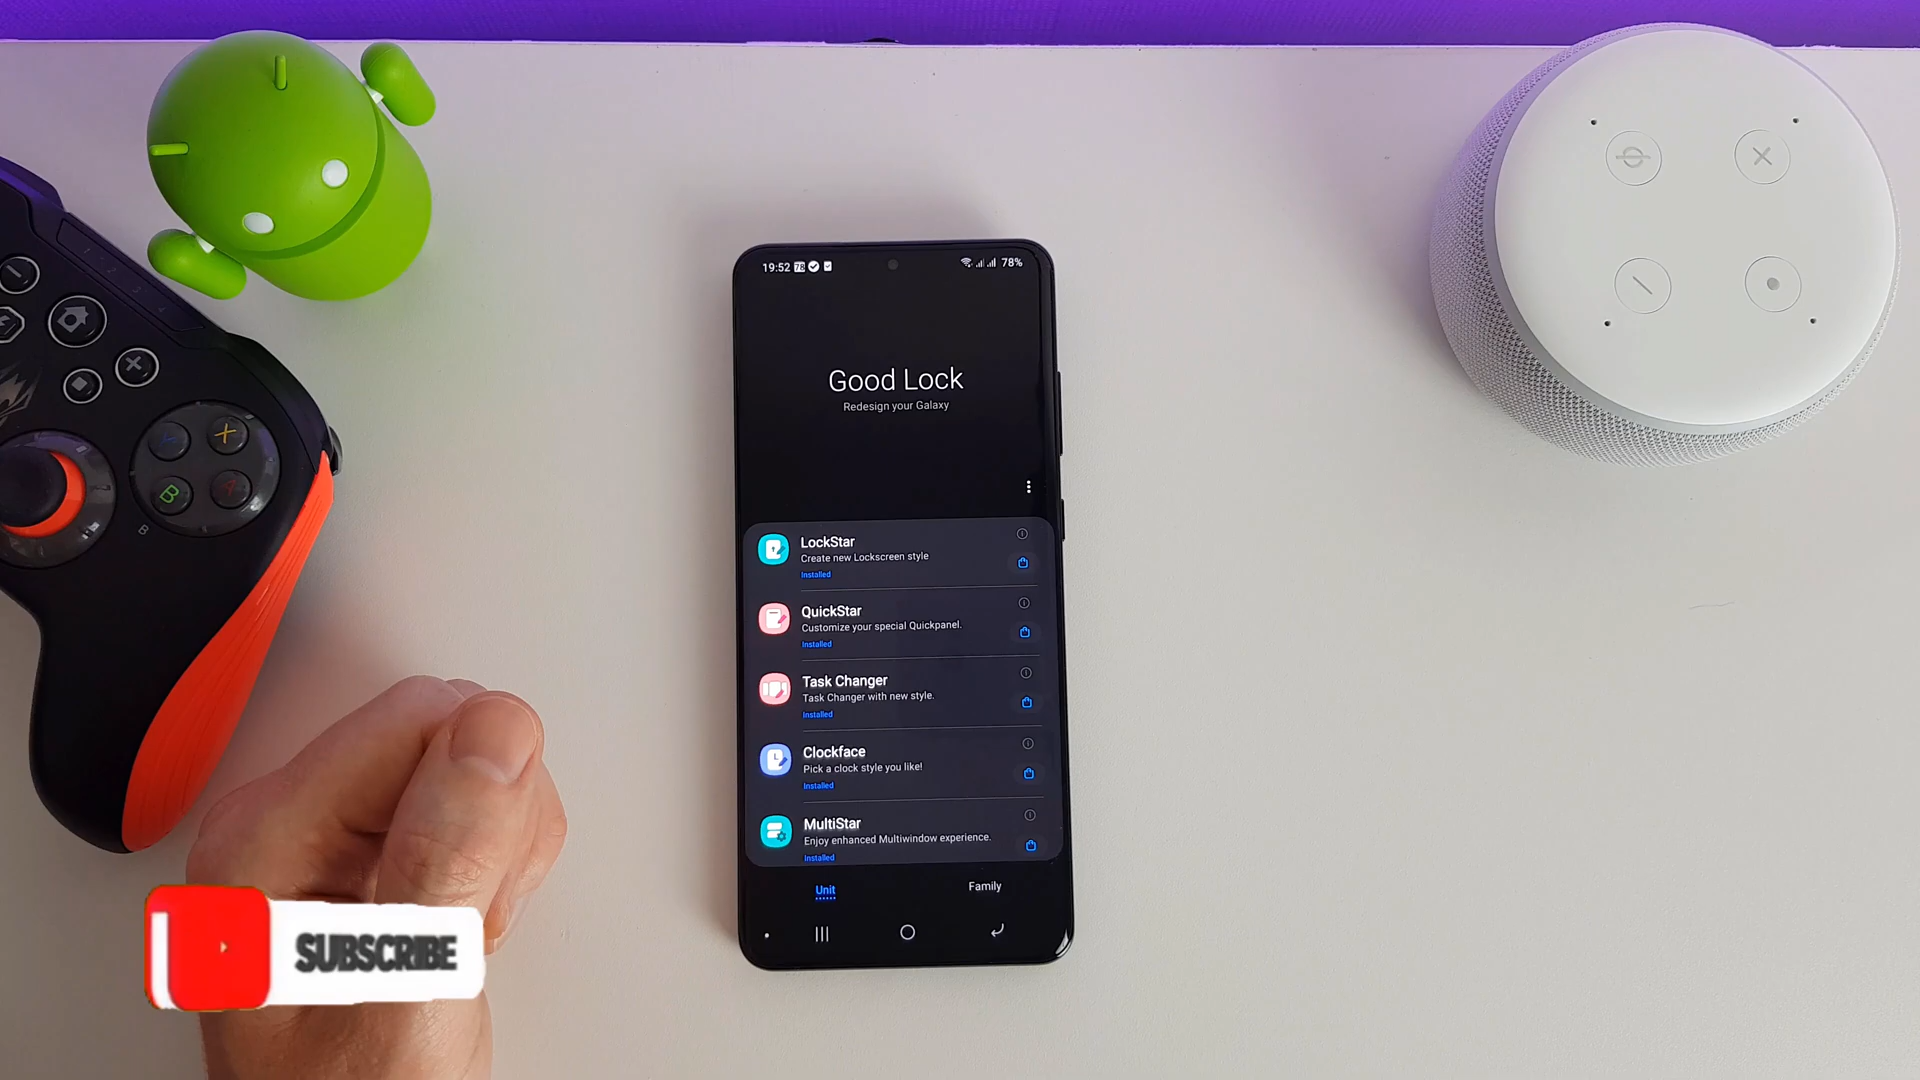 19:52 78
78%
Good Lock
Redesign your Galaxy
LockStar
Create new Lockscreen style
Installed
QuickStar
Customize your special Quickpanel.
Installed
Task Changer
Task Changer with new style.
Installed
Clockface
Pick a clock style you like!
Installed
MultiStar
Enjoy enhanced Multiwindow experience.
Installed
Unit
Family
X
B
A
B
SUBSCRIBE